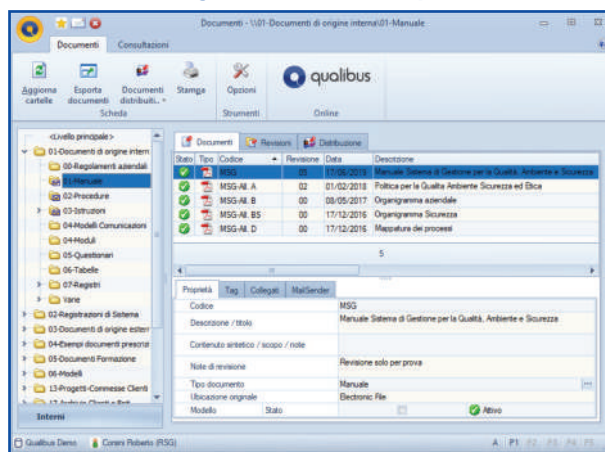 Documenti - \\01-Documenti di origine interna\01-Manuale
Documenti Consultazioni
Aggiorna cartelle
Esporta documenti
Documenti distribuiti..
Stampa
Opzioni
qualibus
Scheda Strumenti Online
<Livello principale>
01-Documenti di origine intern
00-Regolamenti aziendali
01-Manuale
02-Procedure
03-Istruzioni
04-Modelli Comunicazioni
04-Moduli
05-Questionari
06-Tabelle
07-Registri
Varie
02-Registrazioni di Sistema
03-Documenti di origine estern
04-Esempi documenti prescrizi
05-Documenti Formazione
06-Modelli
13-Progetti-Commesse Clienti
Interni
Documenti Revisioni Distribuzione
Stato Tipo Codice Revisione Data Descrizione
MSG 05 17/06/2019 Manuale Sistema di Gestione per la Qualità, Ambiente e Sicurezza
MSG-All. A 02 01/02/2018 Politica per la Qualita Ambiente Sicurezza ed Etica
MSG-All. B 00 08/05/2017 Organigramma aziendale
MSG-All. BS 00 17/12/2016 Organigramma Sicurezza
MSG-All. D 00 17/12/2016 Mappatura dei processi
5
Proprietà Tag Collegati MailSender
Codice MSG
Descrizione / titolo Manuale Sistema di Gestione per la Qualità, Ambiente e Sicurezza
Contenuto sintetico / scopo / note
Note di revisione Revisione solo per prova
Tipo documento Manuale
Ubicazione originale Electronic File
Modello Stato Attivo
Qualibus Demo Corsini Roberto (RSG) A P1 P2 P3 P4 P5